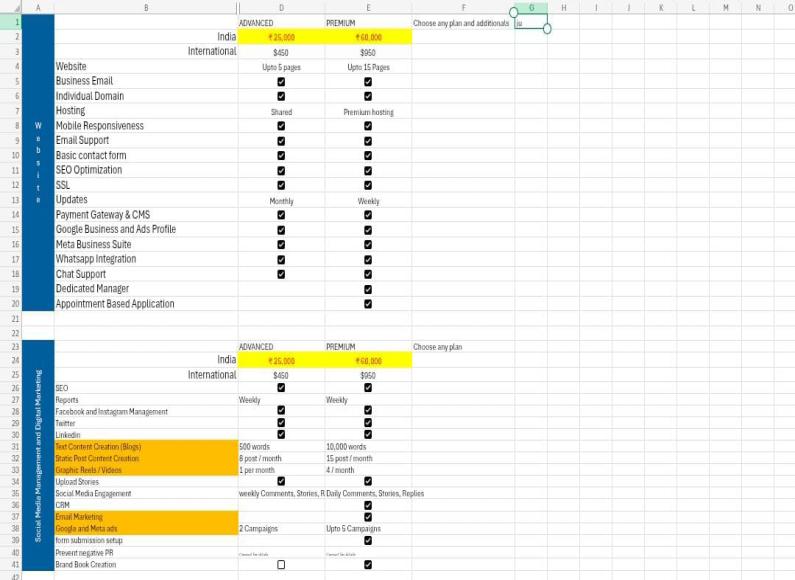 A B D E F G H I J K L M N O
1 ADVANCED PREMIUM Choose any plan and additionals ju
2 India ₹ 25,000 ₹ 60,000
3 International $450 $950
4 Website Upto 5 pages Upto 15 Pages
5 Business Email
6 Individual Domain
7 Hosting Shared Premium hosting
8 Mobile Responsiveness
9 Email Support
10 Basic contact form
11 SEO Optimization
12 SSL
13 Updates Monthly Weekly
14 Payment Gateway & CMS
15 Google Business and Ads Profile
16 Meta Business Suite
17 Whatsapp Integration
18 Chat Support
19 Dedicated Manager
20 Appointment Based Application
Website
21
22
23 ADVANCED PREMIUM Choose any plan
24 India ₹ 25,000 ₹ 60,000
25 International $450 $950
26 SEO
27 Reports Weekly Weekly
28 Facebook and Instagram Management
29 Twitter
30 Linkedin
31 Text Content Creation (Blogs) 500 words 10,000 words
32 Static Post Content Creation 8 post / month 15 post / month
33 Graphic Reels / Videos 1 per month 4 / month
34 Upload Stories
35 Social Media Engagement weekly Comments, Stories, R Daily Comments, Stories, Replies
36 CRM
37 Email Marketing
38 Google and Meta ads 2 Campaigns Upto 5 Campaigns
39 form submission setup
40 Prevent negative PR
41 Brand Book Creation
42
Social Media Management and Digital Marketing